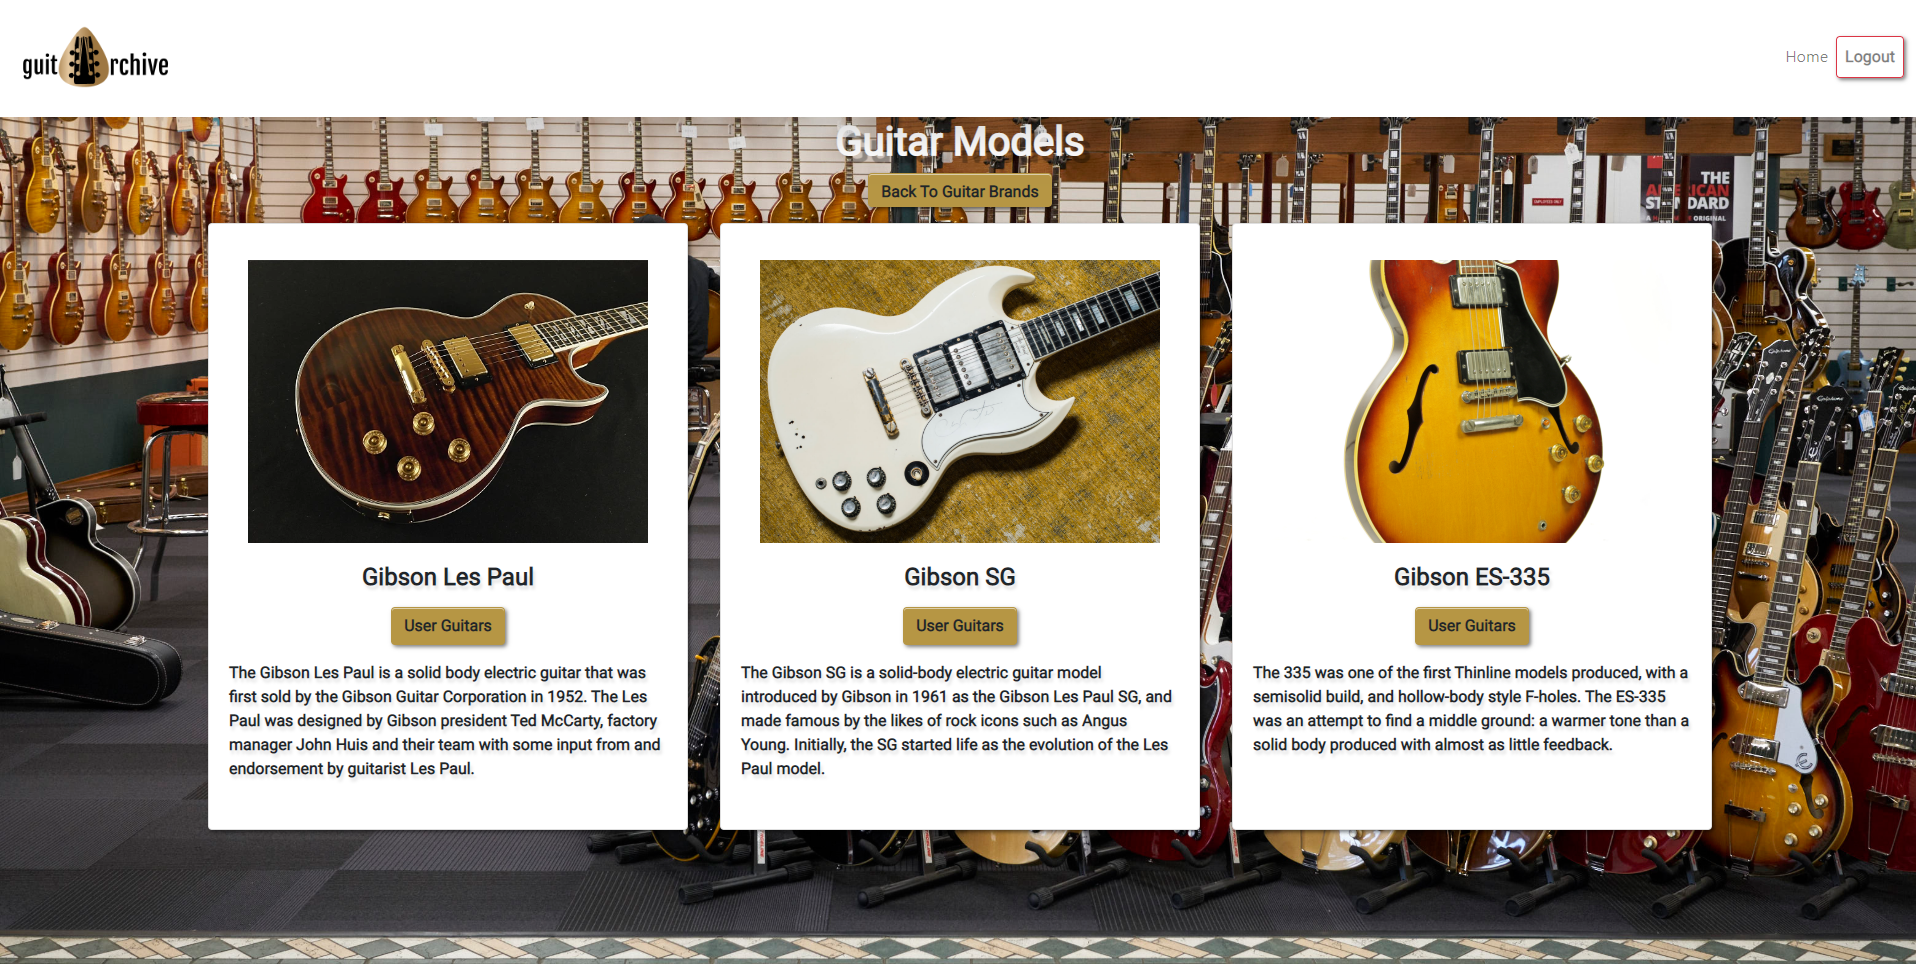 guit rchive
Home
Logout
Guitar Models
Back To Guitar Brands
THE
AMERICAN
STANDARD
ORIGINAL
Gibson Les Paul
User Guitars
The Gibson Les Paul is a solid body electric guitar that was
first sold by the Gibson Guitar Corporation in 1952. The Les
Paul was designed by Gibson president Ted McCarty, factory
manager John Huis and their team with some input from and
endorsement by guitarist Les Paul.
Gibson SG
User Guitars
The Gibson SG is a solid-body electric guitar model
introduced by Gibson in 1961 as the Gibson Les Paul SG, and
made famous by the likes of rock icons such as Angus
Young. Initially, the SG started life as the evolution of the Les
Paul model.
Gibson ES-335
User Guitars
The 335 was one of the first Thinline models produced, with a
semisolid build, and hollow-body style F-holes. The ES-335
was an attempt to find a middle ground: a warmer tone than a
solid body produced with almost as little feedback.
Epiphone
Epiphone